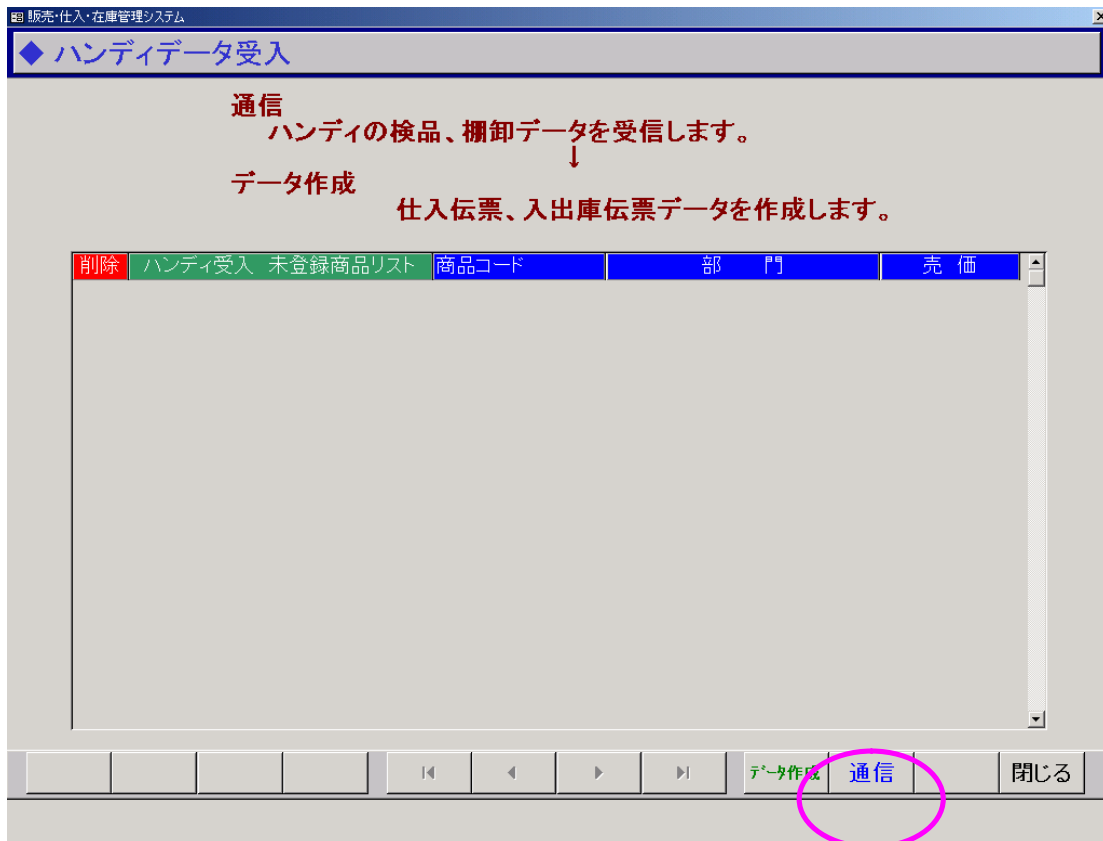 販売・仕入・在庫管理システム
◆ ハンディデータ受入
通信
ハンディの検品、棚卸データを受信します。
↓
データ作成
仕入伝票、入出庫伝票データを作成します。
削除 ハンディ受入 未登録商品リスト 商品コード 部 門 売 価
ﾃﾞｰﾀ作成 通信 閉じる